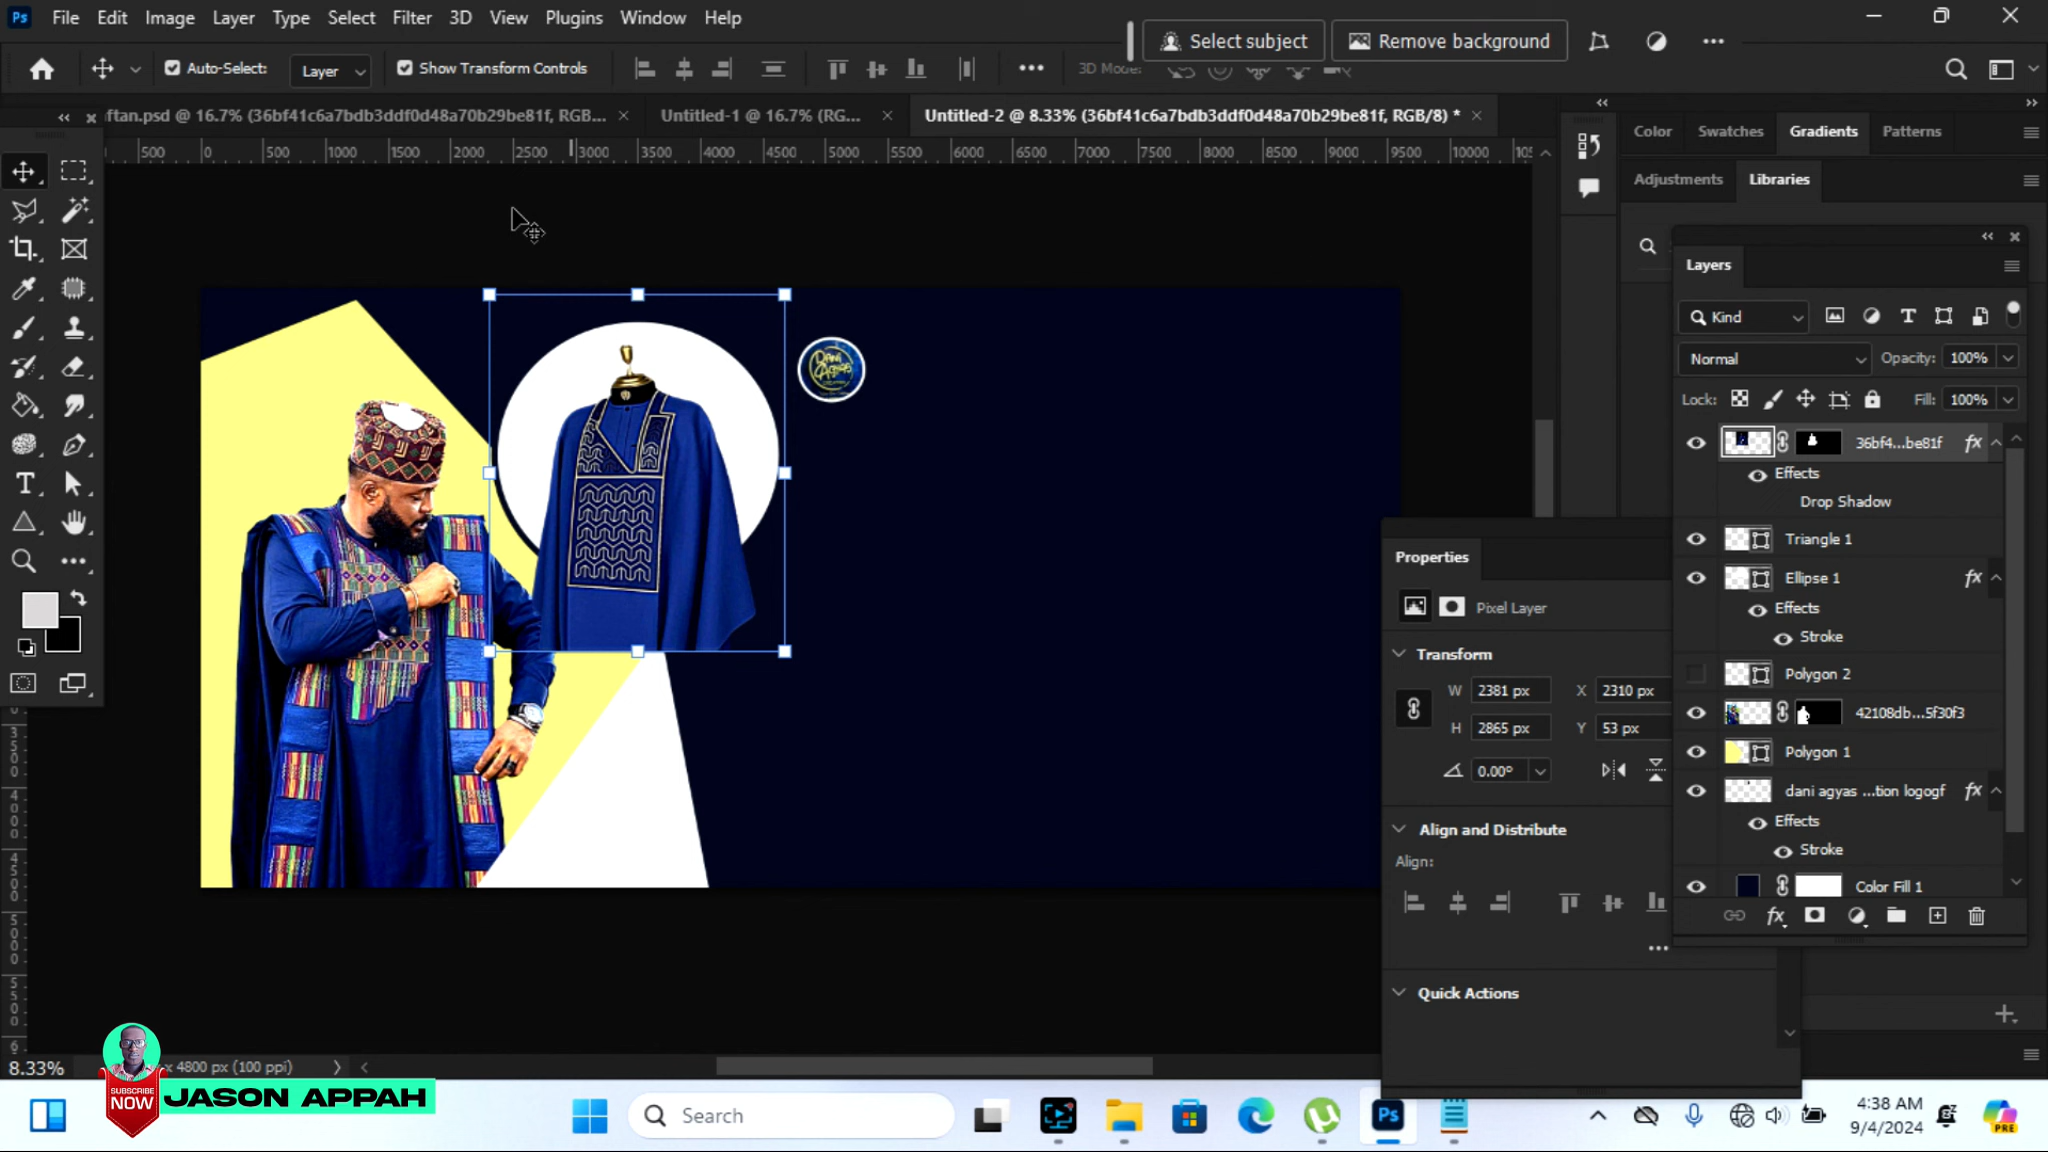 Ps File Edit Image Layer Type Select Filter 3D View Plugins Window Help
Select subject Remove background
Auto-Select: Layer Show Transform Controls 3D Mode:
ftan.psd @ 16.7% (36bf41c6a7bdb3ddf0d48a70b29be81f, RGB... Untitled-1 @ 16.7% (RG... Untitled-2 @ 8.33% (36bf41c6a7bdb3ddf0d48a70b29be81f, RGB/8) *
500 0 500 1000 1500 2000 2500 3000 3500 4000 4500 5000 5500 6000 6500 7000 7500 8000 8500 9000 9500 10000
Color Swatches Gradients Patterns
Adjustments Libraries
Layers
Kind
Normal Opacity: 100%
Lock: Fill: 100%
36bf4...be81f fx
Effects
Drop Shadow
Triangle 1
Ellipse 1 fx
Effects
Stroke
Polygon 2
42108db...5f30f3
Polygon 1
dani agyas ...tion logogf fx
Effects
Stroke
Color Fill 1
Properties
Pixel Layer
Transform
W 2381 px X 2310 px
H 2865 px Y 53 px
0.00°
Align and Distribute
Align:
Quick Actions
8.33% x 4800 px (100 ppi)
SUBSCRIBE
NOW
JASON APPAH
Search
Ps
4:38 AM
9/4/2024
PRE